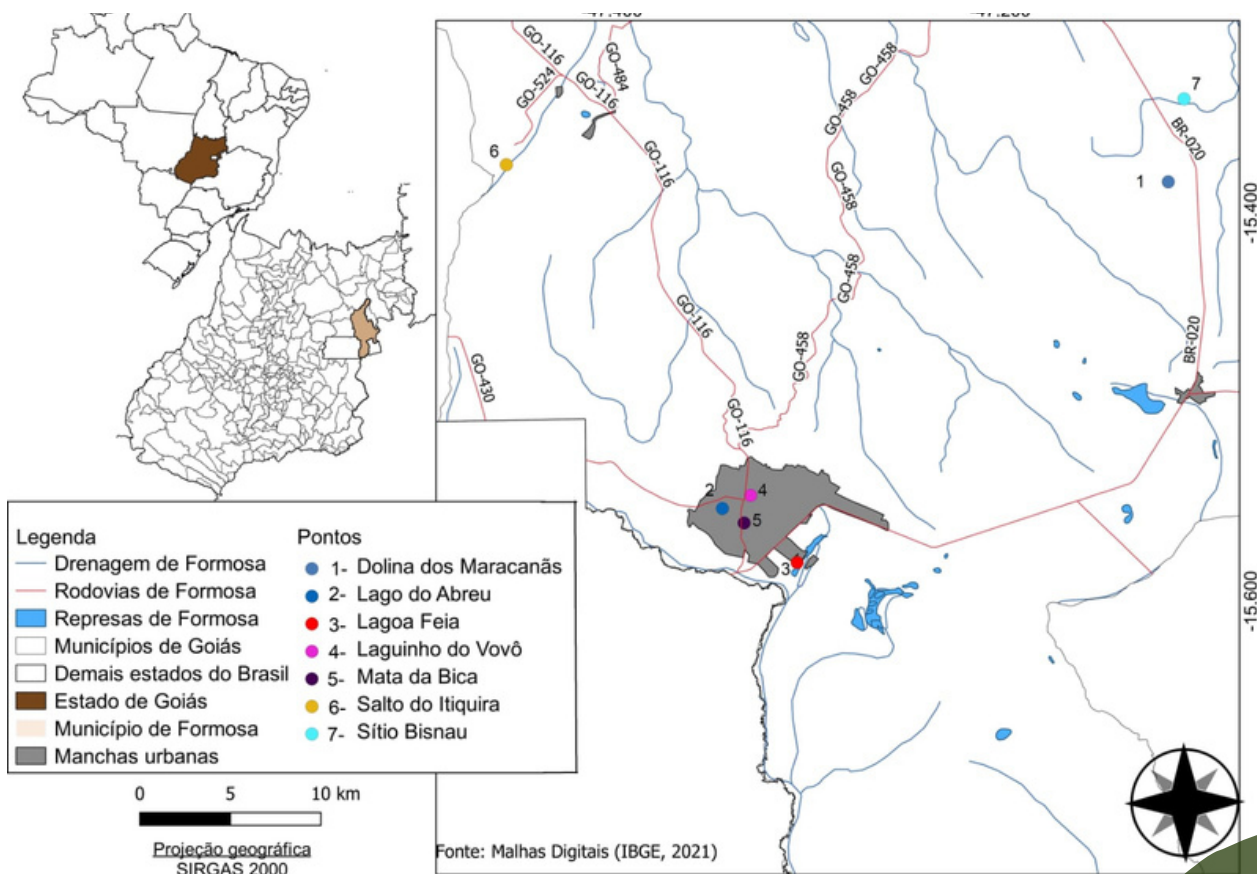 -47.400
-47.200
GO-116
GO-484
GO-524
GO-116
GO-458
GO-458
7
6
BR-020
GO-116
1
GO-458
-15.400
GO-458
GO-116
GO-458
BR-020
GO-430
GO-116
2
4
5
3
-15.600
Legenda
Drenagem de Formosa
Rodovias de Formosa
Represas de Formosa
Municípios de Goiás
Demais estados do Brasil
Estado de Goiás
Município de Formosa
Manchas urbanas
Pontos
1- Dolina dos Maracanãs
2- Lago do Abreu
3- Lagoa Feia
4- Laguinho do Vovô
5- Mata da Bica
6- Salto do Itiquira
7- Sítio Bisnau
0 5 10 km
Projeção geográfica
SIRGAS 2000
Fonte: Malhas Digitais (IBGE, 2021)